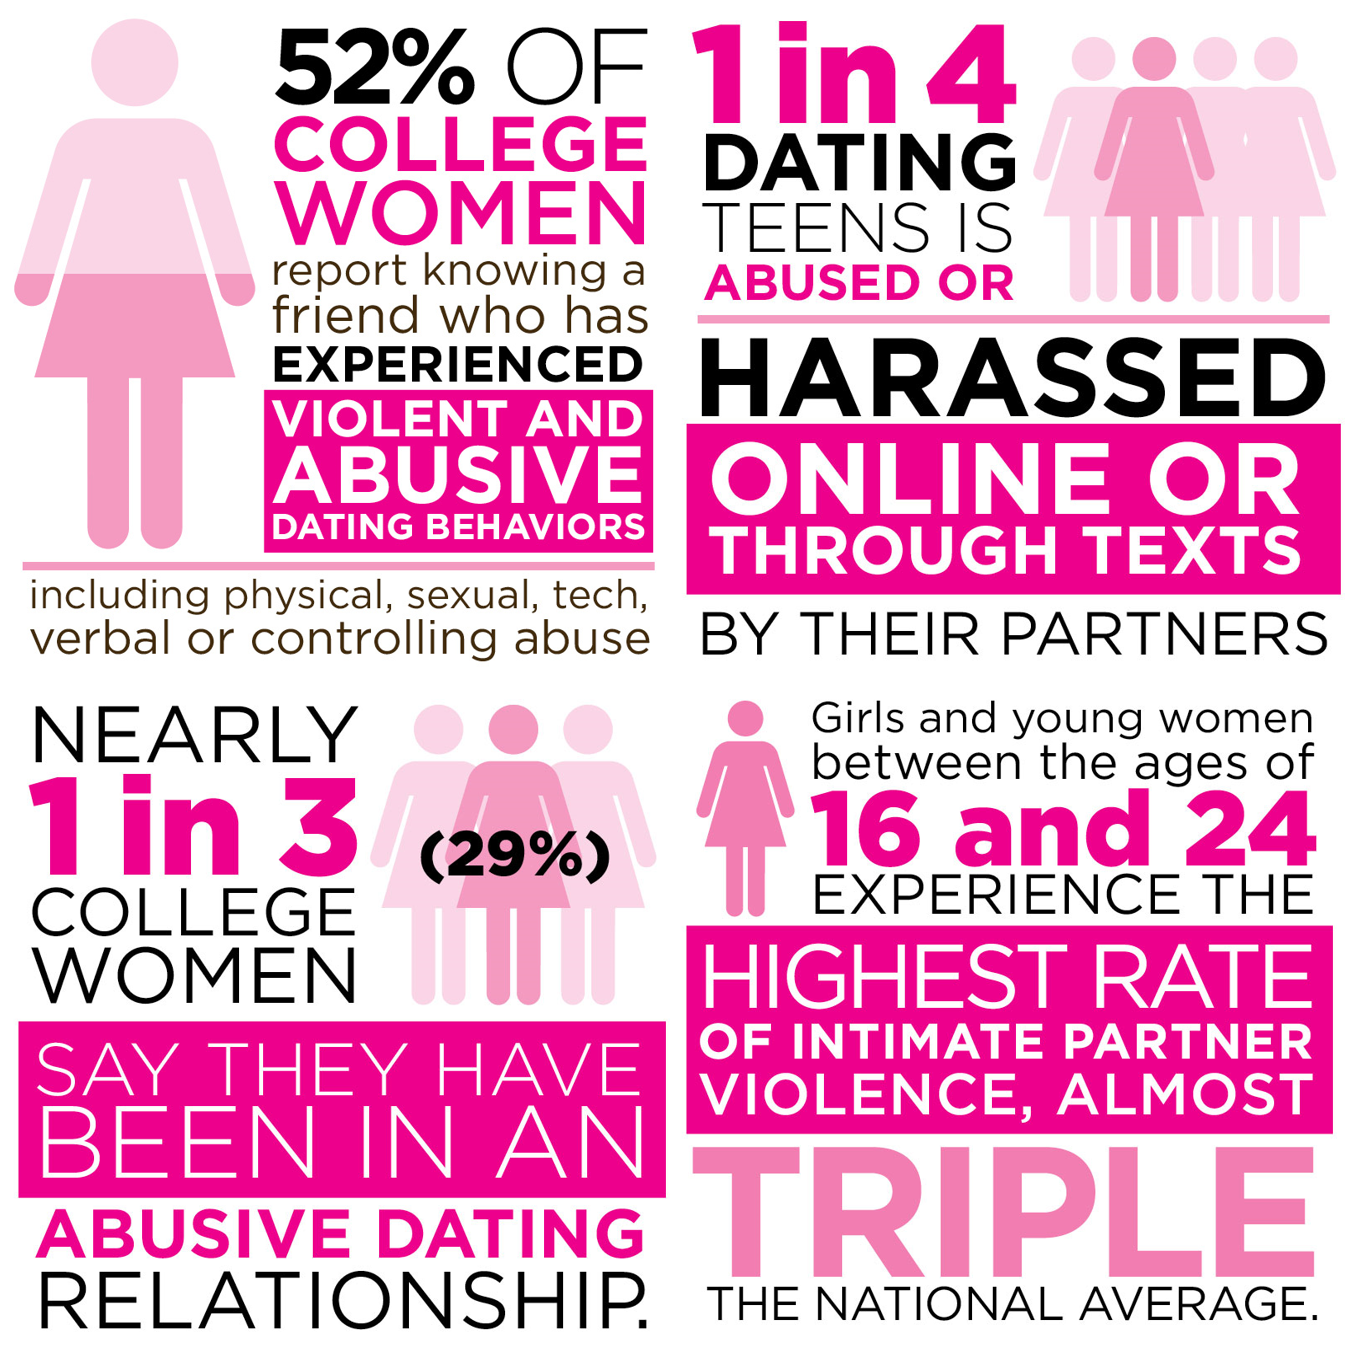 52% OF
COLLEGE
WOMEN
report knowing a
friend who has
EXPERIENCED
VIOLENT AND
ABUSIVE
DATING BEHAVIORS
including physical, sexual, tech,
verbal or controlling abuse
1 in 4
DATING
TEENS IS
ABUSED OR
HARASSED
ONLINE OR
THROUGH TEXTS
BY THEIR PARTNERS
NEARLY
1 in 3
(29%)
COLLEGE
WOMEN
SAY THEY HAVE
BEEN IN AN
ABUSIVE DATING
RELATIONSHIP.
Girls and young women
between the ages of
16 and 24
EXPERIENCE THE
HIGHEST RATE
OF INTIMATE PARTNER
VIOLENCE, ALMOST
TRIPLE
THE NATIONAL AVERAGE.